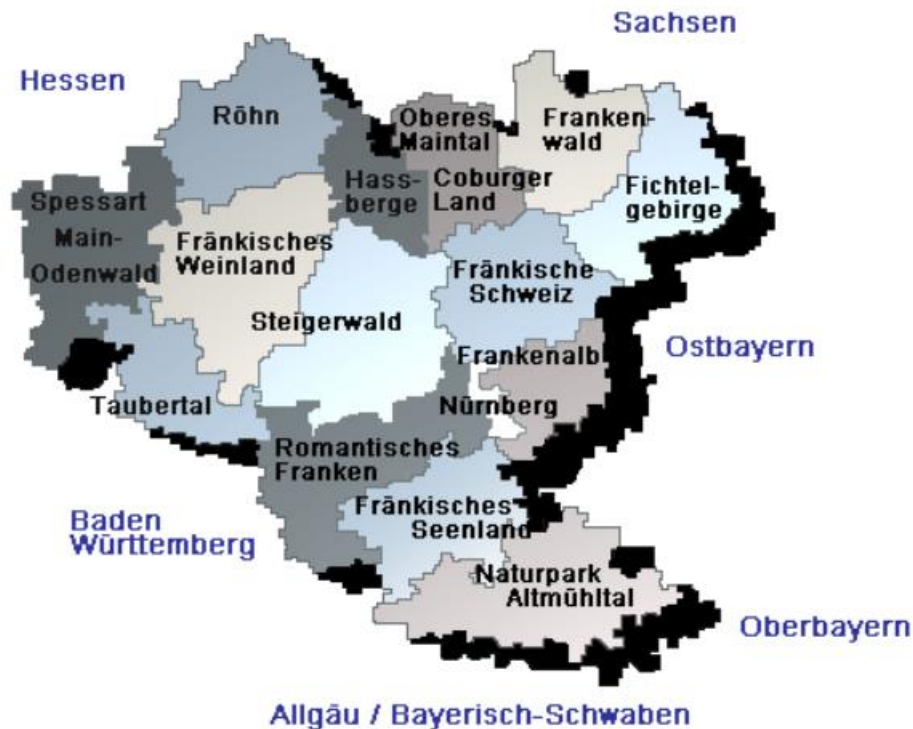 Sachsen
Hessen
Röhn
Oberes
Maintal
Franken-
wald
Hass-
berge
Coburger
Land
Fichtel-
gebirge
Spessart
Main-
Odenwald
Fränkisches
Weinland
Fränkische
Schweiz
Steigerwald
Frankenalb
Ostbayern
Taubertal
Nürnberg
Romantisches
Franken
Fränkisches
Seenland
Baden
Württemberg
Naturpark
Altmühltal
Oberbayern
Allgäu / Bayerisch-Schwaben